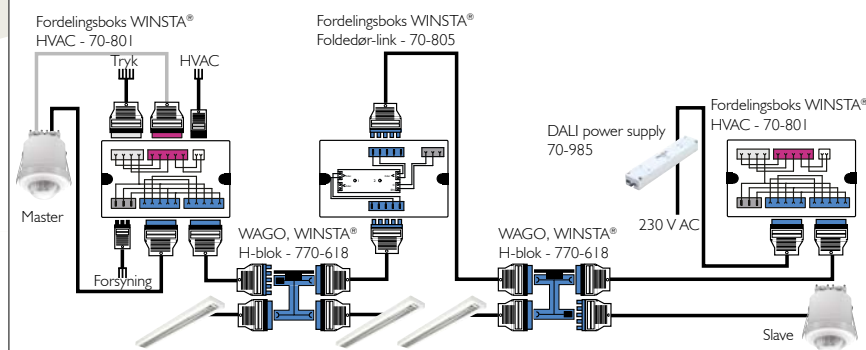 Fordelingsboks WINSTA®
HVAC - 70-801
Tryk
HVAC
Master
Forsyning
Fordelingsboks WINSTA®
Foldedør-link - 70-805
WAGO, WINSTA®
H-blok - 770-618
DALI power supply
70-985
230 V AC
WAGO, WINSTA®
H-blok - 770-618
Fordelingsboks WINSTA®
HVAC - 70-801
Slave